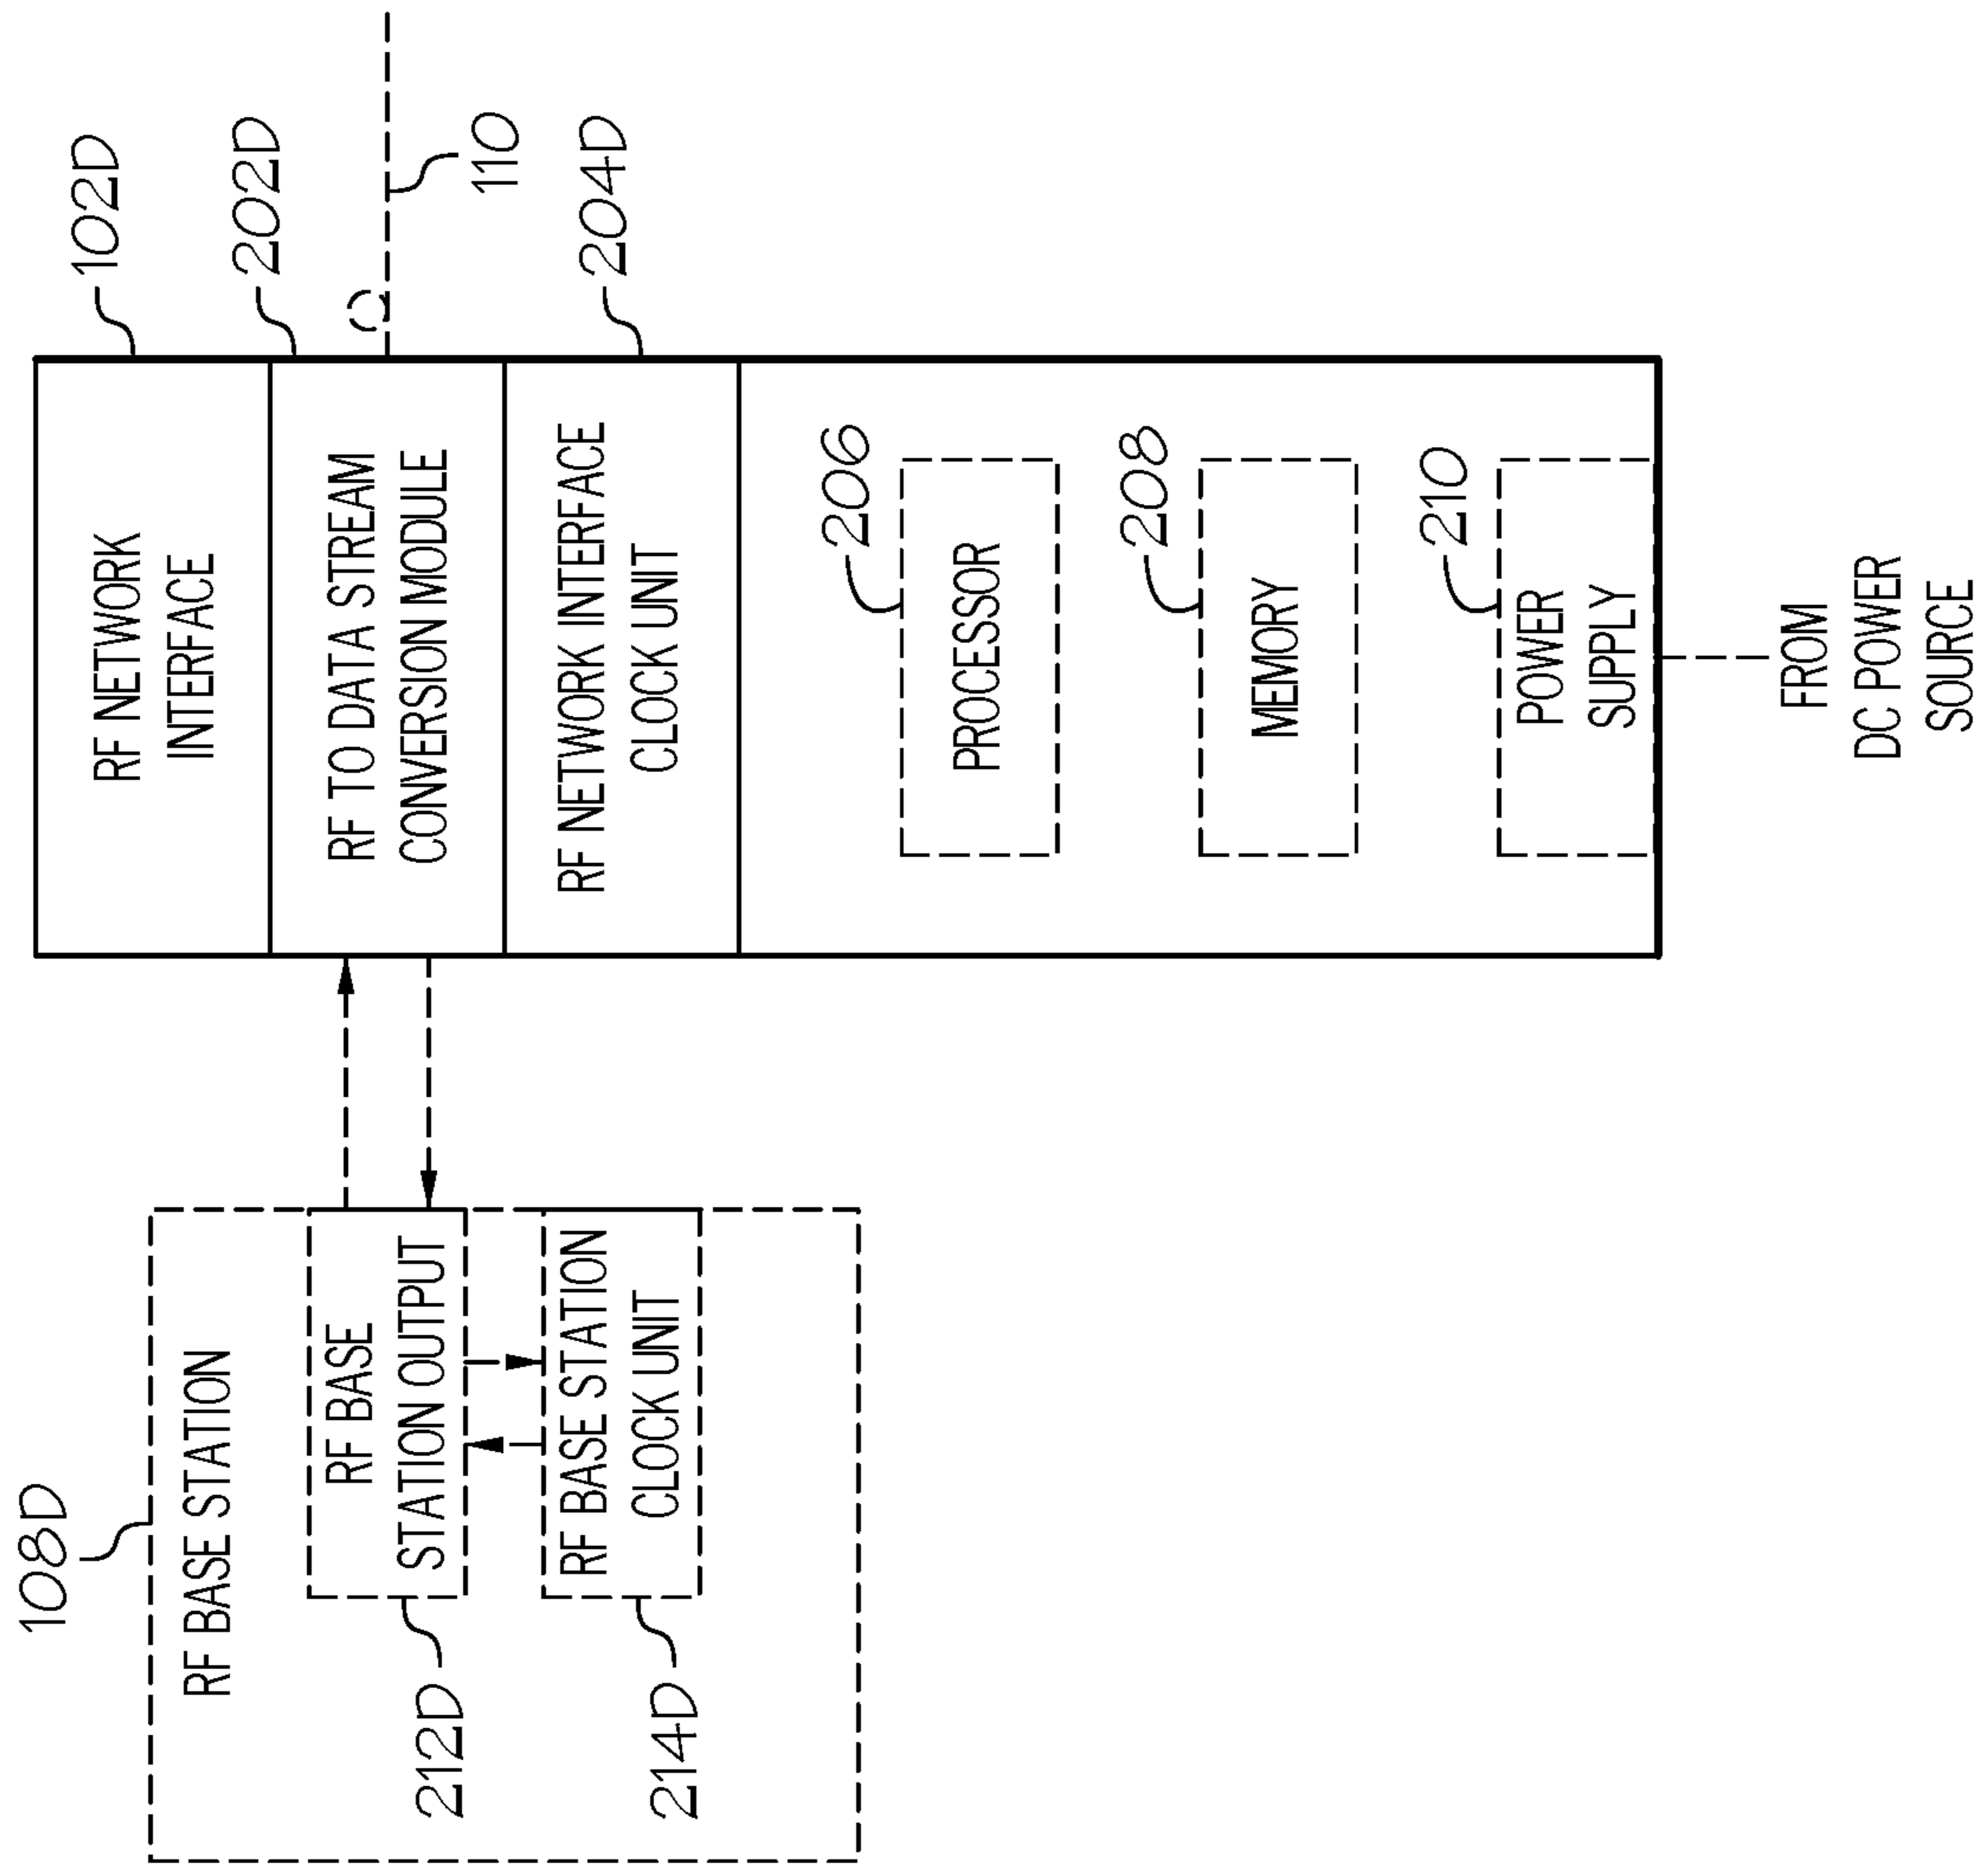 108D
RF BASE STATION
RF BASE
STATION OUTPUT
212D
RF BASE STATION
CLOCK UNIT
214D
102D
RF NETWORK
INTERFACE
202D
RF TO DATA STREAM
CONVERSION MODULE
110
204D
RF NETWORK INTERFACE
CLOCK UNIT
206
PROCESSOR
208
MEMORY
210
POWER
SUPPLY
FROM
DC POWER
SOURCE